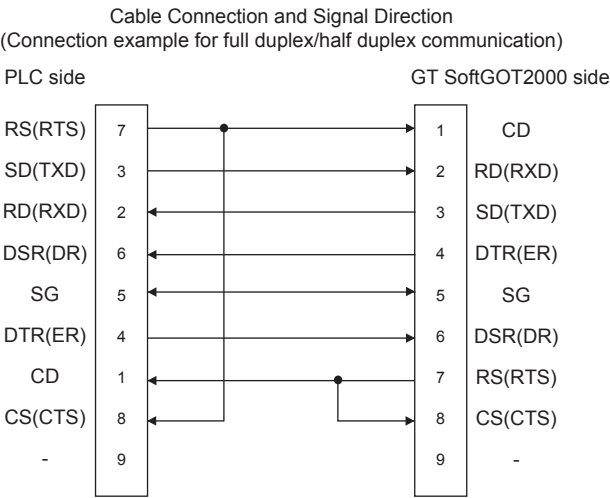 Cable Connection and Signal Direction
(Connection example for full duplex/half duplex communication)
PLC side GT SoftGOT2000 side
RS(RTS) 7 1 CD
SD(TXD) 3 2 RD(RXD)
RD(RXD) 2 3 SD(TXD)
DSR(DR) 6 4 DTR(ER)
SG 5 5 SG
DTR(ER) 4 6 DSR(DR)
CD 1 7 RS(RTS)
CS(CTS) 8 8 CS(CTS)
- 9 9 -